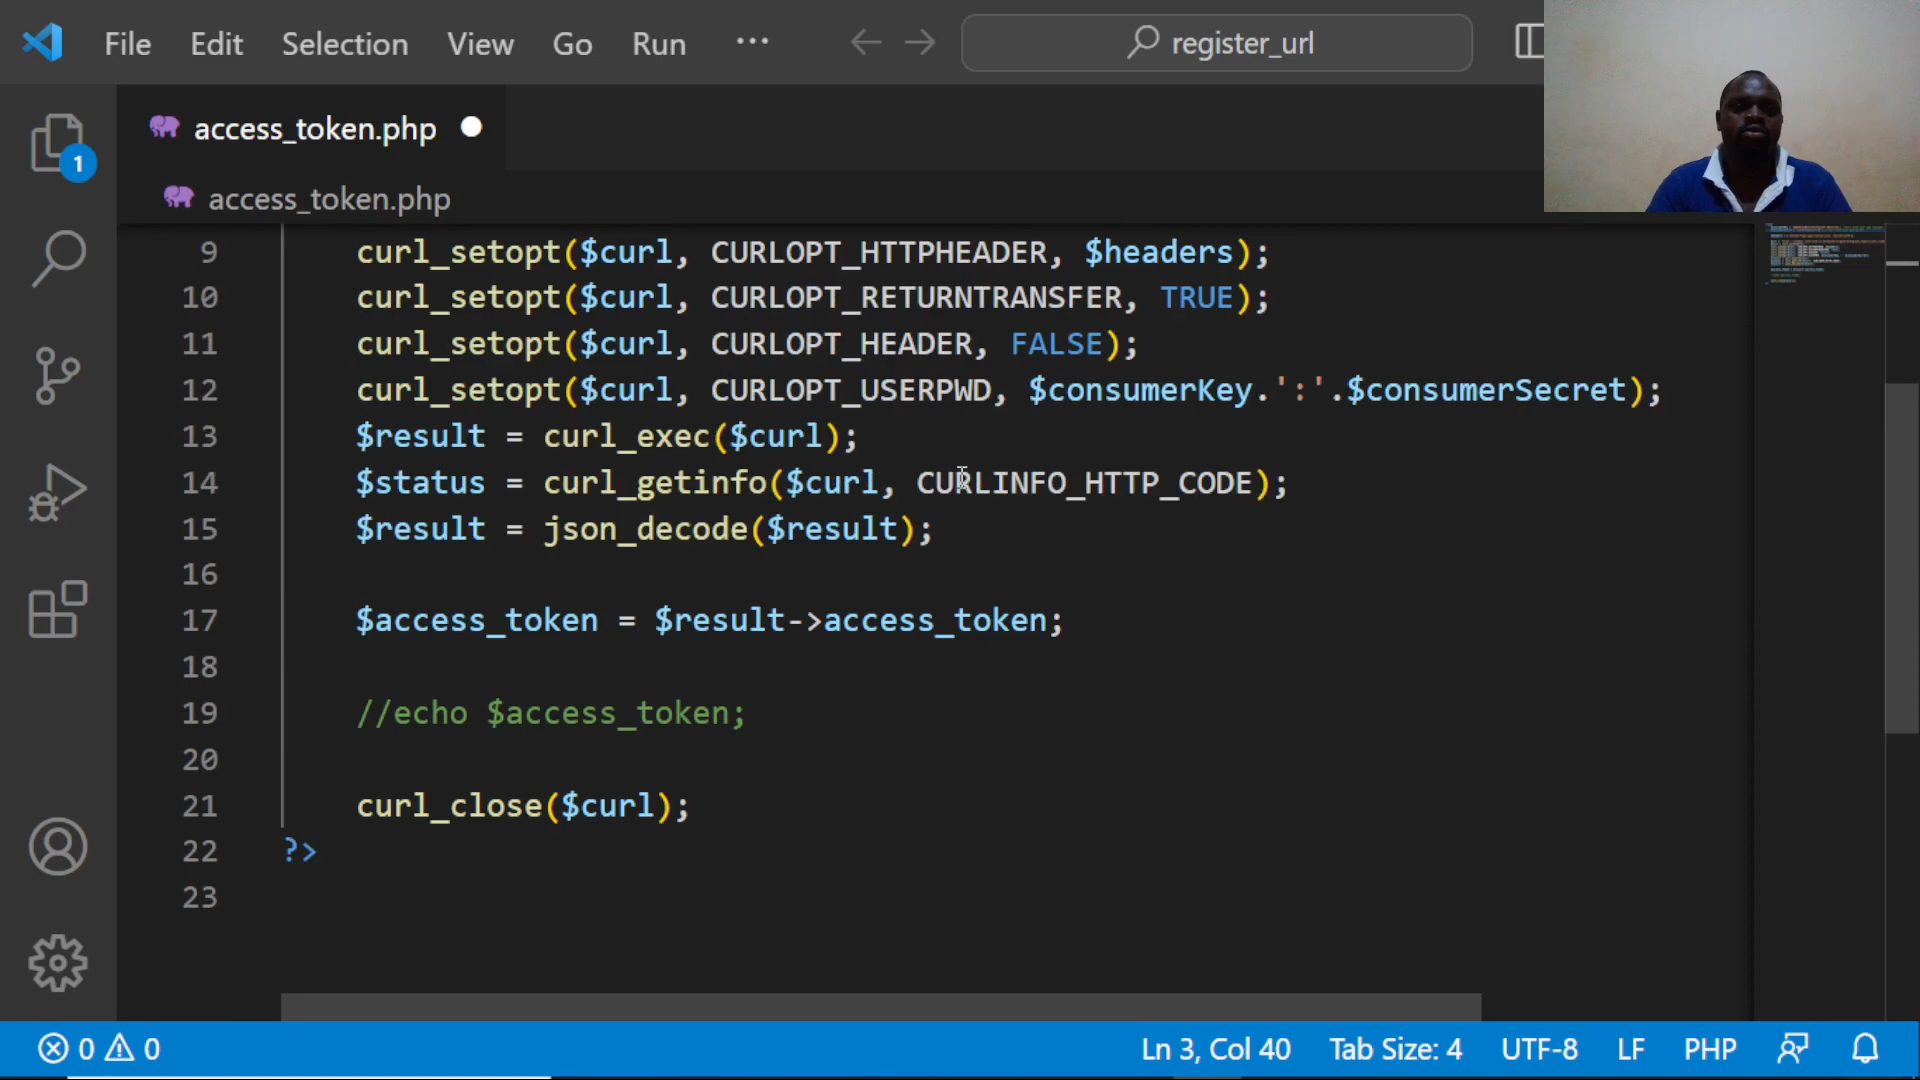 File Edit Selection View Go Run ··· register_url
access_token.php
1
access_token.php
9 curl_setopt($curl, CURLOPT_HTTPHEADER, $headers);
10 curl_setopt($curl, CURLOPT_RETURNTRANSFER, TRUE);
11 curl_setopt($curl, CURLOPT_HEADER, FALSE);
12 curl_setopt($curl, CURLOPT_USERPWD, $consumerKey.':'.$consumerSecret);
13 $result = curl_exec($curl);
14 $status = curl_getinfo($curl, CURLINFO_HTTP_CODE);
15 $result = json_decode($result);
16
17 $access_token = $result->access_token;
18
19 //echo $access_token;
20
21 curl_close($curl);
22 ?>
23
0 0 Ln 3, Col 40 Tab Size: 4 UTF-8 LF PHP